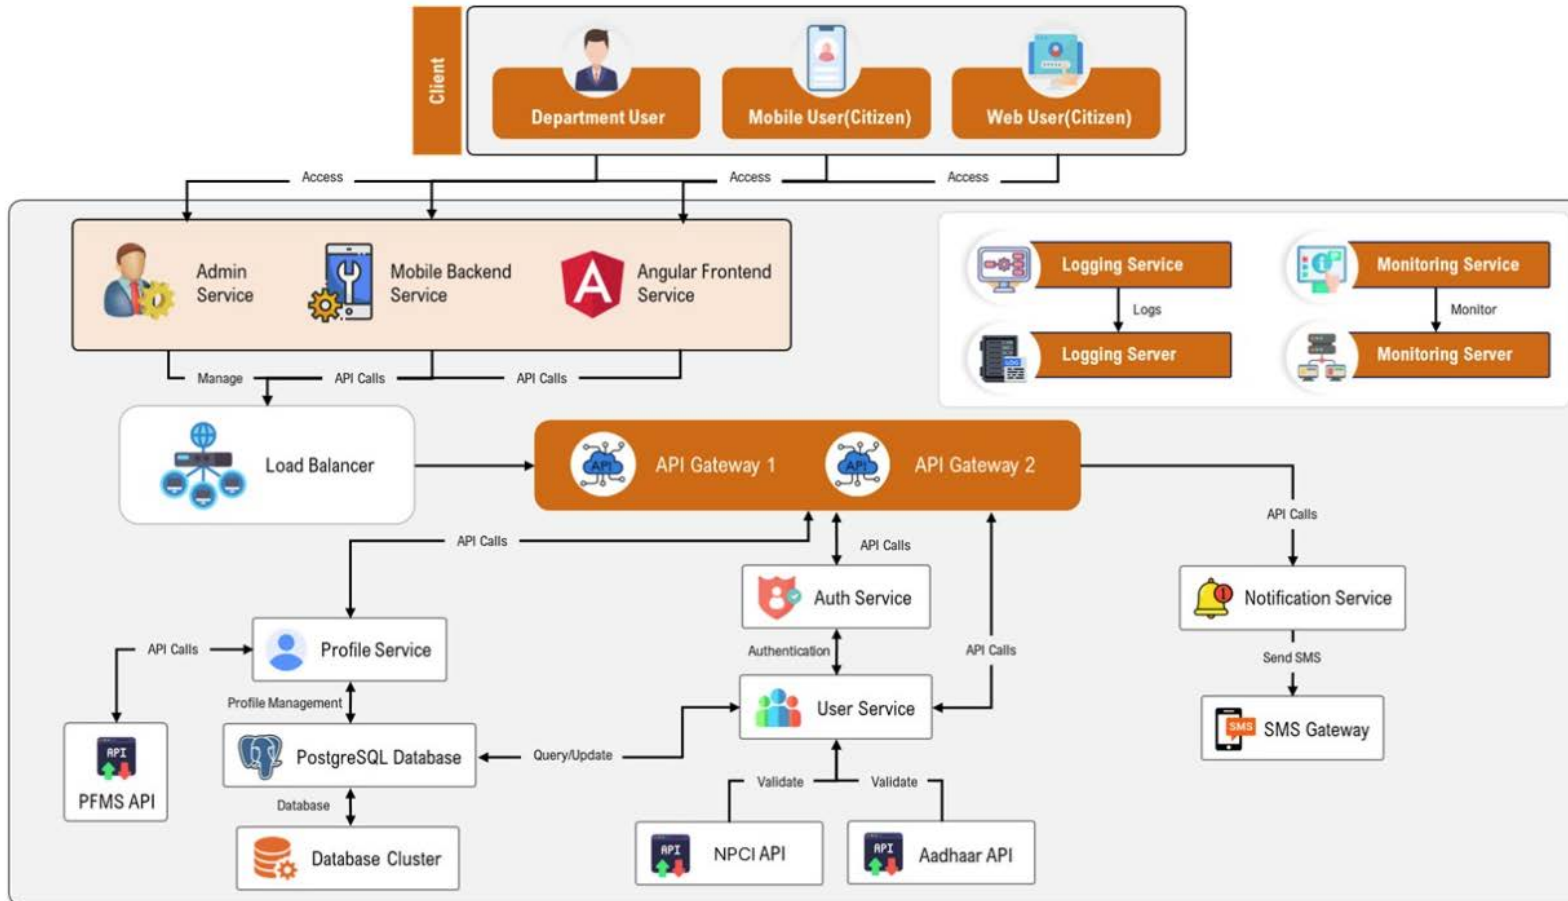 Client
Department User
Mobile User(Citizen)
Web User(Citizen)
Access
Access
Access
Admin
Service
Mobile Backend
Service
Angular Frontend
Service
Logging Service
Monitoring Service
Logs
Monitor
Logging Server
Monitoring Server
LOG
Manage
API Calls
API Calls
Load Balancer
API
API Gateway 1
API
API Gateway 2
API Calls
API Calls
API Calls
Auth Service
1
Notification Service
API Calls
Profile Service
Authentication
API Calls
Send SMS
Profile Management
User Service
SMS
SMS Gateway
API
PFMS API
PostgreSQL Database
Query/Update
Validate
Validate
Database
Database Cluster
API
NPCI API
API
Aadhaar API